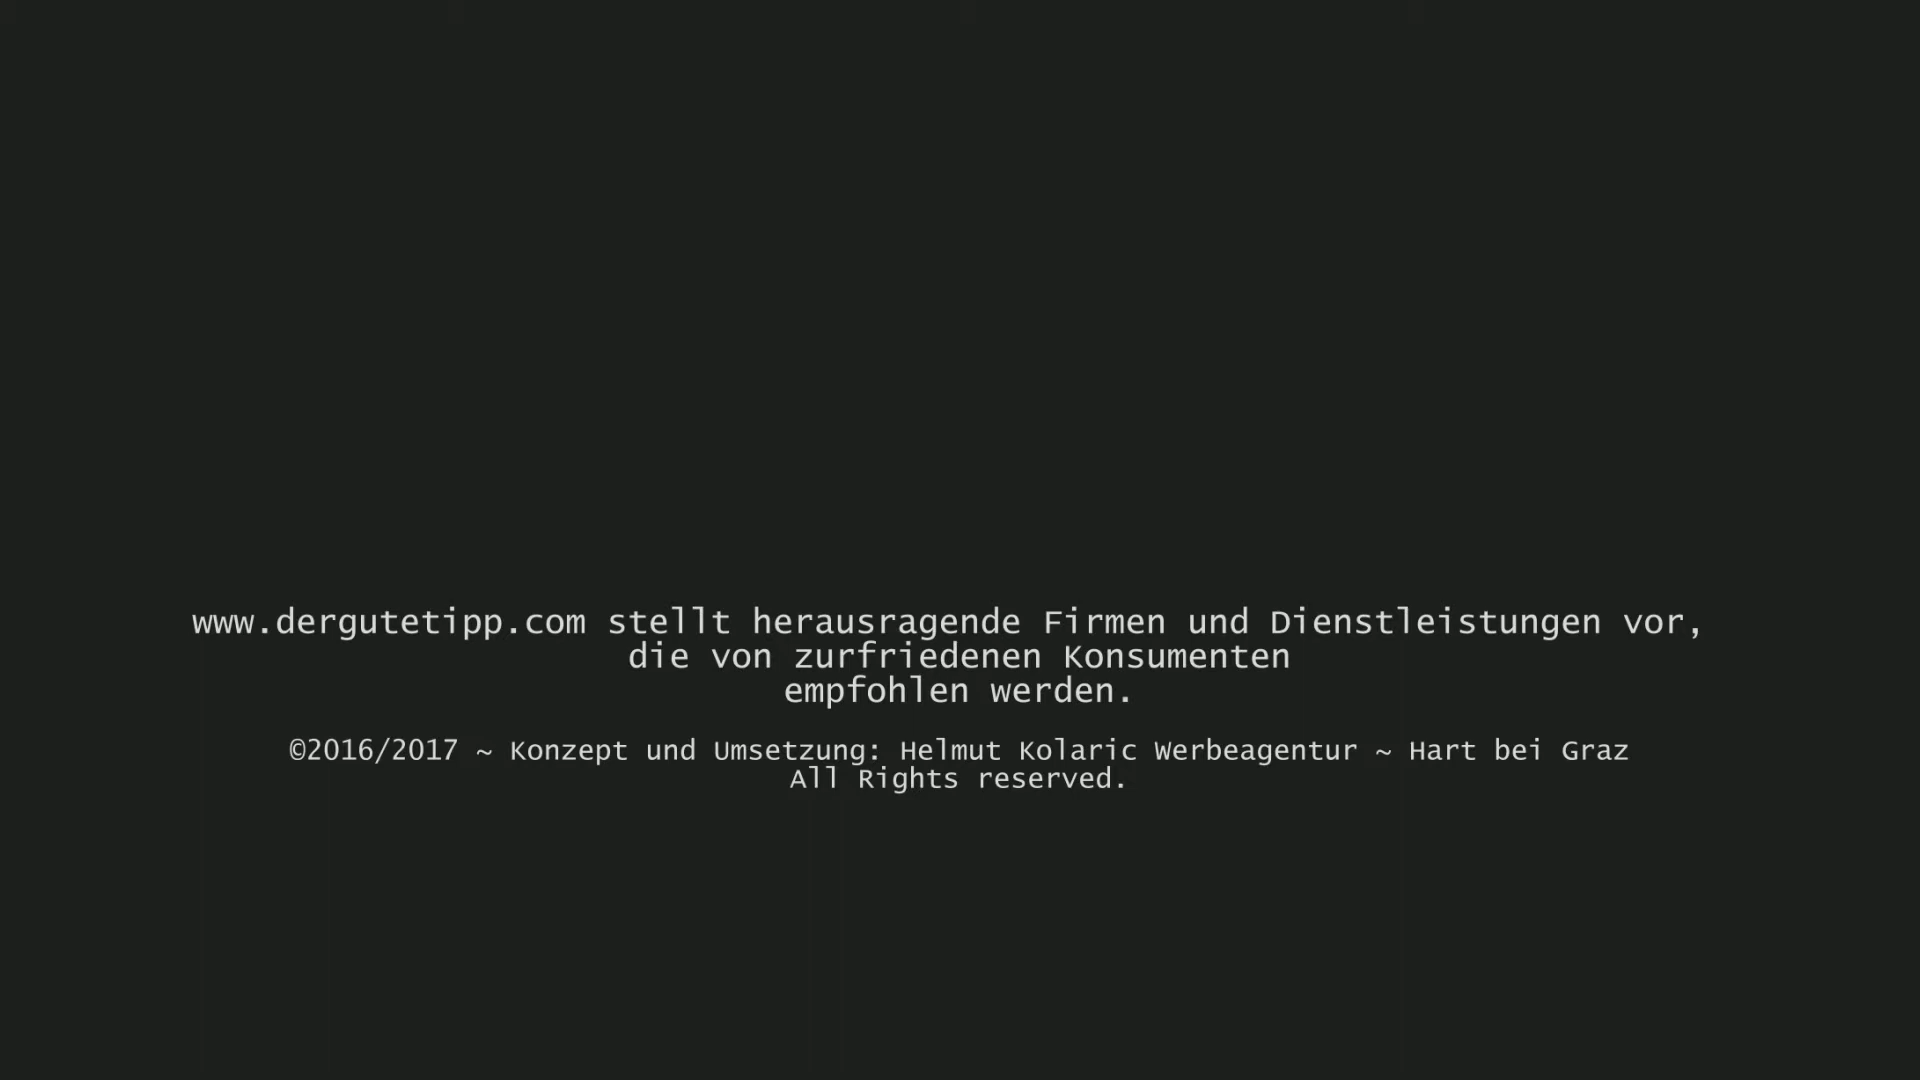 www.dergutetipp.com stellt herausragende Firmen und Dienstleistungen vor,
die von zurfriedenen Konsumenten
empfohlen werden.
©2016/2017 ~ Konzept und Umsetzung: Helmut Kolaric Werbeagentur ~ Hart bei Graz
All Rights reserved.